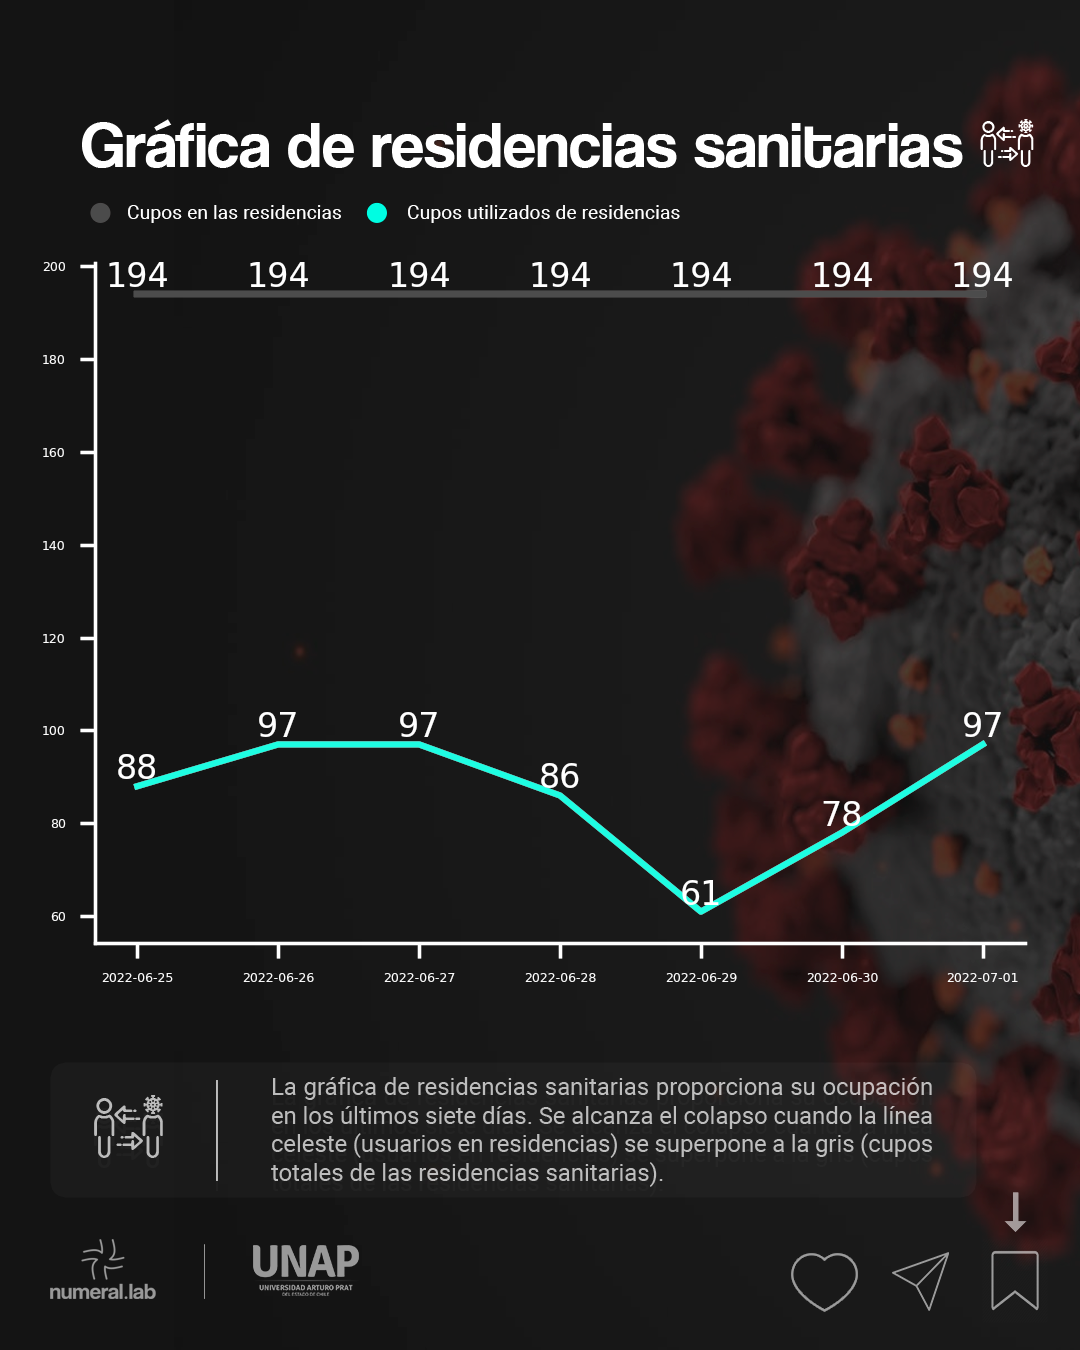 Gráfica de residencias sanitarias
Cupos en las residencias
Cupos utilizados de residencias
200
194 194 194 194 194 194 194
180
160
140
120
100
97 97 97
88
86
80
78
61
60
2022-06-25 2022-06-26 2022-06-27 2022-06-28 2022-06-29 2022-06-30 2022-07-01
La gráfica de residencias sanitarias proporciona su ocupación
en los últimos siete días. Se alcanza el colapso cuando la línea
celeste (usuarios en residencias) se superpone a la gris (cupos
totales de las residencias sanitarias).
numeral.lab
UNAP
UNIVERSIDAD ARTURO PRAT
DEL ESTADO DE CHILE